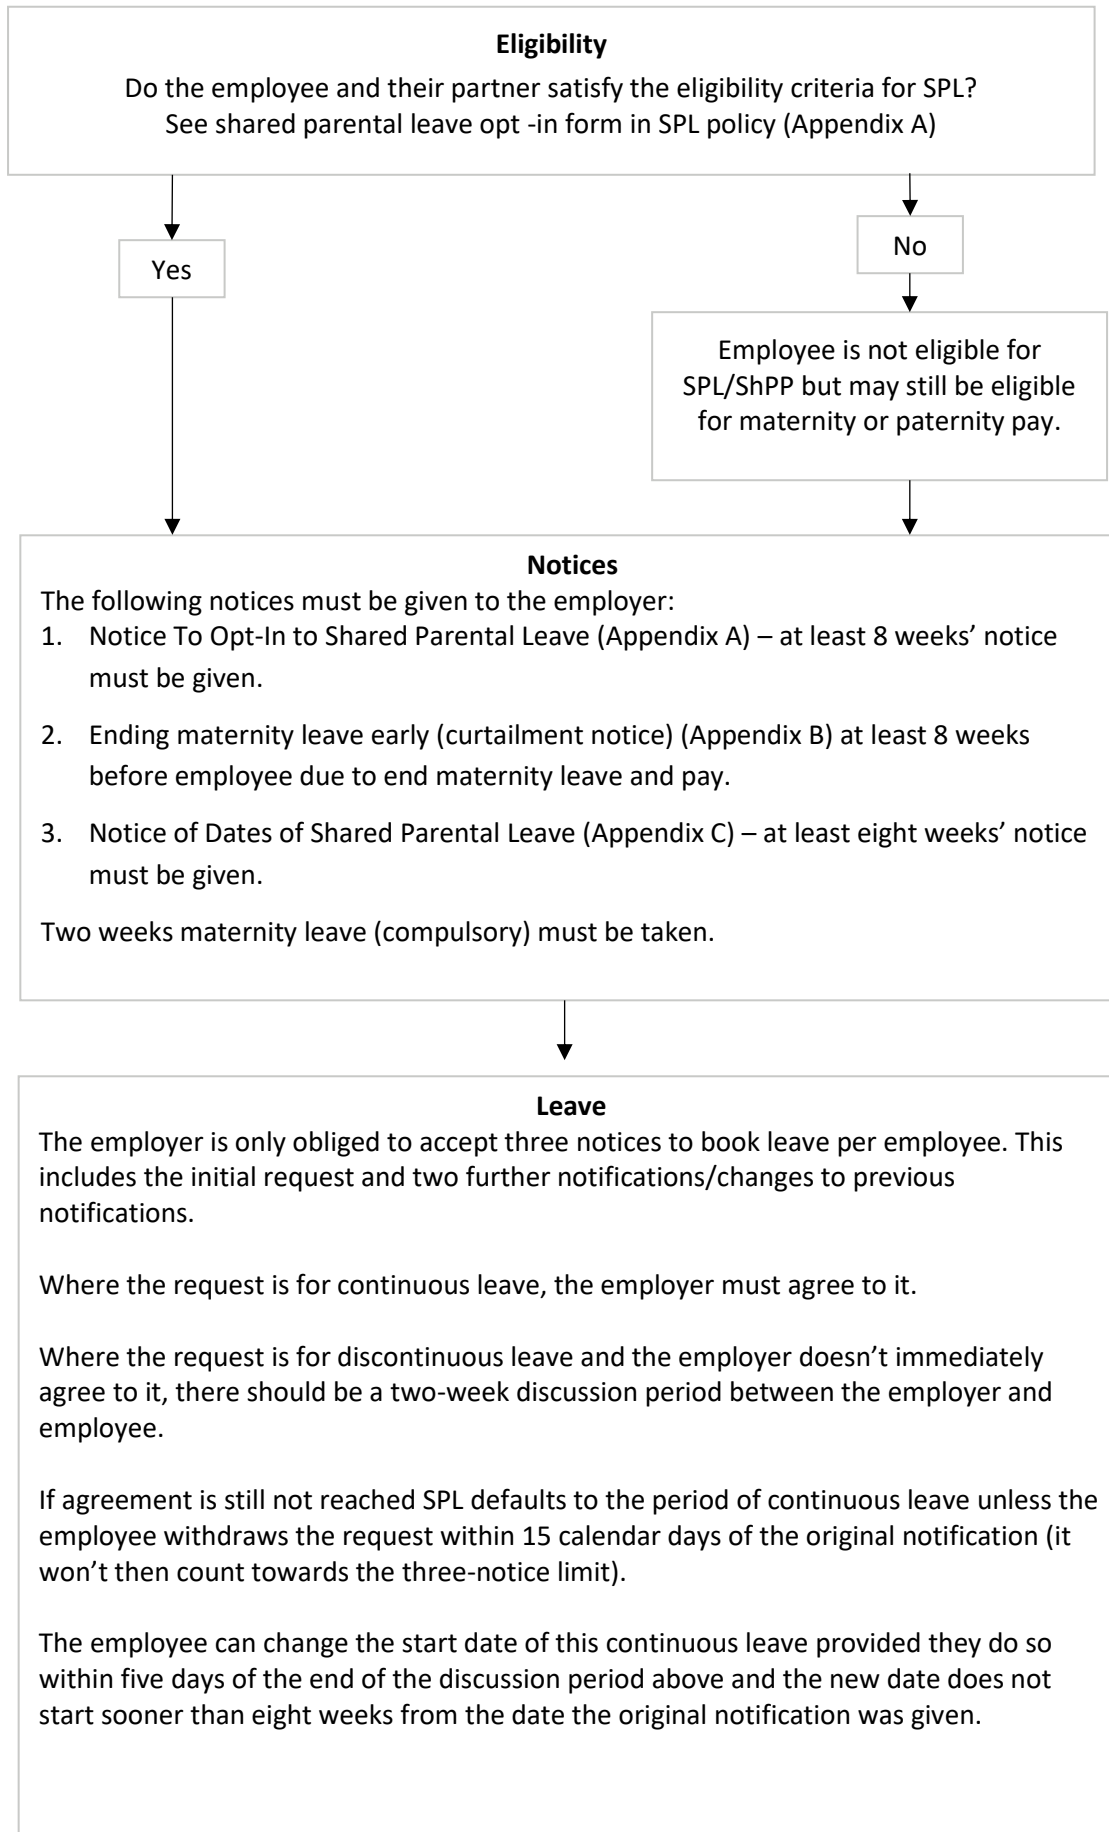 Eligibility
Do the employee and their partner satisfy the eligibility criteria for SPL?
See shared parental leave opt -in form in SPL policy (Appendix A)
Yes
No
Employee is not eligible for
SPL/ShPP but may still be eligible
for maternity or paternity pay.
Notices
The following notices must be given to the employer:
1. Notice To Opt-In to Shared Parental Leave (Appendix A) – at least 8 weeks’ notice
must be given.
2. Ending maternity leave early (curtailment notice) (Appendix B) at least 8 weeks
before employee due to end maternity leave and pay.
3. Notice of Dates of Shared Parental Leave (Appendix C) – at least eight weeks’ notice
must be given.
Two weeks maternity leave (compulsory) must be taken.
Leave
The employer is only obliged to accept three notices to book leave per employee. This
includes the initial request and two further notifications/changes to previous
notifications.
Where the request is for continuous leave, the employer must agree to it.
Where the request is for discontinuous leave and the employer doesn’t immediately
agree to it, there should be a two-week discussion period between the employer and
employee.
If agreement is still not reached SPL defaults to the period of continuous leave unless the
employee withdraws the request within 15 calendar days of the original notification (it
won’t then count towards the three-notice limit).
The employee can change the start date of this continuous leave provided they do so
within five days of the end of the discussion period above and the new date does not
start sooner than eight weeks from the date the original notification was given.